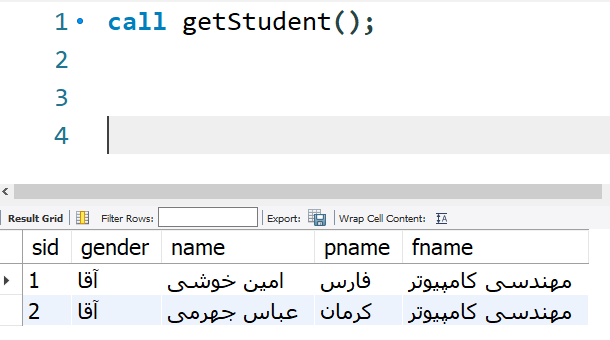 1 call getStudent();
2
3
4
Result Grid Filter Rows: Export: Wrap Cell Content:
sid gender name pname fname
1 آقا امین خوشی فارس مهندسی کامپیوتر
2 آقا عباس جهرمی کرمان مهندسی کامپیوتر